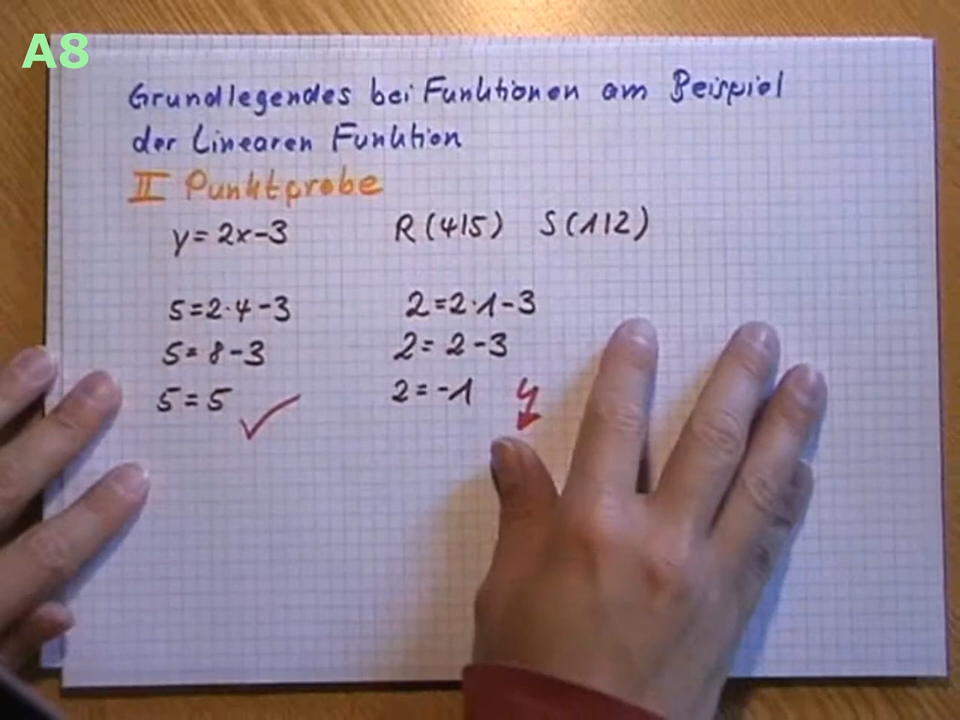 A8
Grundlegendes bei Funktionen am Beispiel
der Linearen Funktion
II Punktprobe
y = 2x - 3 R (4|5) S (1|2)
5 = 2 · 4 - 3 2 = 2 · 1 - 3
5 = 8 - 3 2 = 2 - 3
5 = 5 ✓ 2 = -1 ↯